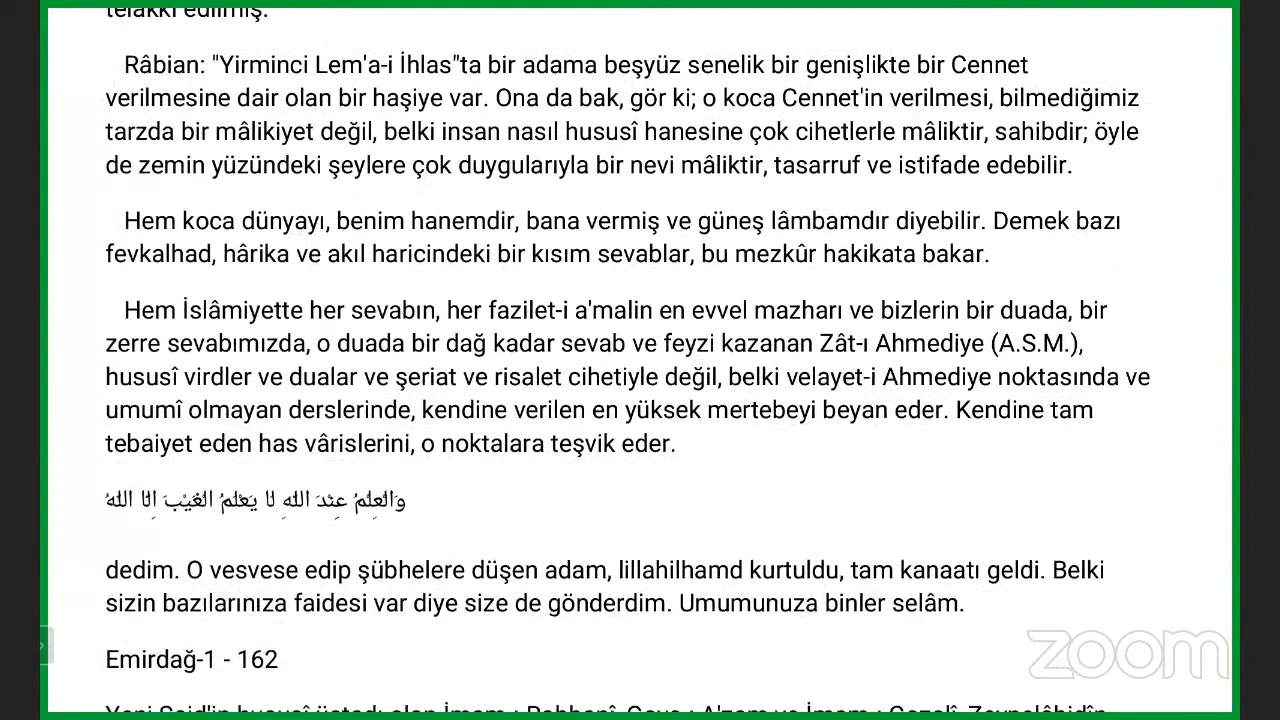 telakki edilmiş.
Râbian: "Yirminci Lem'a-i İhlas"ta bir adama beşyüz senelik bir genişlikte bir Cennet
verilmesine dair olan bir haşiye var. Ona da bak, gör ki; o koca Cennet'in verilmesi, bilmediğimiz
tarzda bir mâlikiyet değil, belki insan nasıl hususî hanesine çok cihetlerle mâliktir, sahibdir; öyle
de zemin yüzündeki şeylere çok duygularıyla bir nevi mâliktir, tasarruf ve istifade edebilir.
Hem koca dünyayı, benim hanemdir, bana vermiş ve güneş lâmbamdır diyebilir. Demek bazı
fevkalhad, hârika ve akıl haricindeki bir kısım sevablar, bu mezkûr hakikata bakar.
Hem İslâmiyette her sevabın, her fazilet-i a'malin en evvel mazharı ve bizlerin bir duada, bir
zerre sevabımızda, o duada bir dağ kadar sevab ve feyzi kazanan Zât-ı Ahmediye (A.S.M.),
hususî virdler ve dualar ve şeriat ve risalet cihetiyle değil, belki velayet-i Ahmediye noktasında ve
umumî olmayan derslerinde, kendine verilen en yüksek mertebeyi beyan eder. Kendine tam
tebaiyet eden has vârislerini, o noktalara teşvik eder.
وَالْعِلْمُ عِنْدَ اللّٰهِ لَا يَعْلَمُ الْغَيْبَ اِلَّا اللّٰهُ
dedim. O vesvese edip şübhelere düşen adam, lillahilhamd kurtuldu, tam kanaatı geldi. Belki
sizin bazılarınıza faidesi var diye size de gönderdim. Umumunuza binler selâm.
zoom
Emirdağ-1 - 162